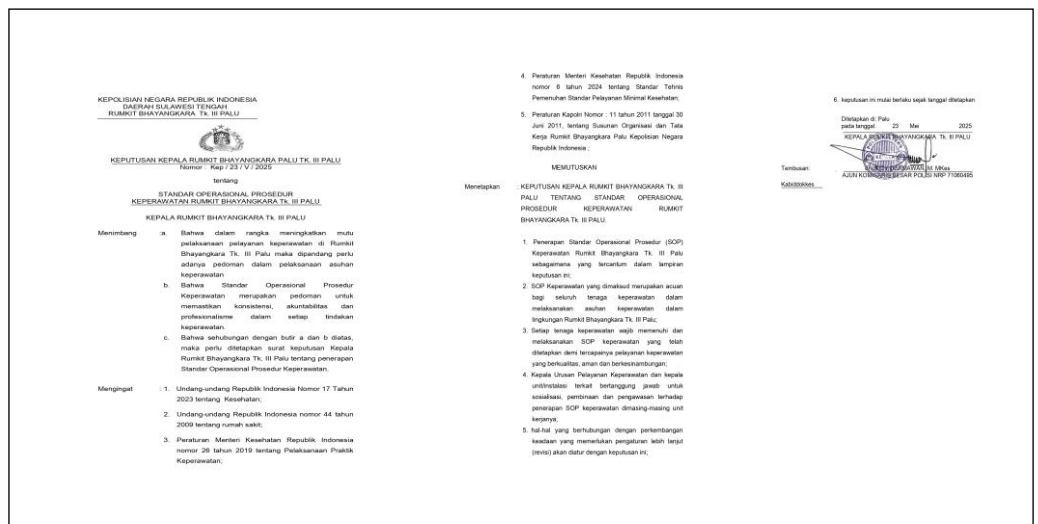 KEPOLISIAN NEGARA REPUBLIK INDONESIA
DAERAH SULAWESI TENGAH
RUMKIT BHAYANGKARA Tk. III PALU
KEPUTUSAN KEPALA RUMKIT BHAYANGKARA PALU TK. III PALU
Nomor : Kep / 23 / V / 2025
tentang
STANDAR OPERASIONAL PROSEDUR
KEPERAWATAN RUMKIT BHAYANGKARA Tk. III PALU
KEPALA RUMKIT BHAYANGKARA Tk. III PALU
Menimbang :a. Bahwa dalam rangka meningkatkan mutu
pelaksanaan pelayanan keperawatan di Rumkit
Bhayangkara Tk. III Palu maka dipandang perlu
adanya pedoman dalam pelaksanaan asuhan
keperawatan
b. Bahwa Standar Operasional Prosedur
Keperawatan merupakan pedoman untuk
memastikan konsistensi, akuntabilitas dan
profesionalisme dalam setiap tindakan
keperawatan.
c. Bahwa sehubungan dengan butir a dan b diatas,
maka perlu ditetapkan surat keputusan Kepala
Rumkit Bhayangkara Tk. III Palu tentang penerapan
Standar Operasional Prosedur Keperawatan.
Mengingat : 1. Undang-undang Republik Indonesia Nomor 17 Tahun
2023 tentang Kesehatan;
2. Undang-undang Republik Indonesia nomor 44 tahun
2009 tentang rumah sakit;
3. Peraturan Menteri Kesehatan Republik Indonesia
nomor 26 tahun 2019 tentang Pelaksanaan Praktik
Keperawatan;
4. Peraturan Menteri Kesehatan Republik Indonesia
nomor 6 tahun 2024 tentang Standar Tehnis
Pemenuhan Standar Pelayanan Minimal Kesehatan;
5. Peraturan Kapolri Nomor : 11 tahun 2011 tanggal 30
Juni 2011, tentang Susunan Organisasi dan Tata
Kerja Rumkit Bhayangkara Palu Kepolisian Negara
Republik Indonesia ;
MEMUTUSKAN
Menetapkan : KEPUTUSAN KEPALA RUMKIT BHAYANGKARA Tk. III
PALU TENTANG STANDAR OPERASIONAL
PROSEDUR KEPERAWATAN RUMKIT
BHAYANGKARA Tk. III PALU.
1. Penerapan Standar Operasional Prosedur (SOP)
Keperawatan Rumkit Bhayangkara Tk. III Palu
sebagaimana yang tercantum dalam lampiran
keputusan ini;
2. SOP Keperawatan yang dimaksud merupakan acuan
bagi seluruh tenaga keperawatan dalam
melaksanakan asuhan keperawatan dalam
lingkungan Rumkit Bhayangkara Tk. III Palu;
3. Setiap tenaga keperawatan wajib memenuhi dan
melaksanakan SOP keperawatan yang telah
ditetapkan demi tercapainya pelayanan keperawatan
yang berkualitas, aman dan berkesinambungan;
4. Kepala Urusan Pelayanan Keperawatan dan kepala
unit/instalasi terkait bertanggung jawab untuk
sosialisasi, pembinaan dan pengawasan terhadap
penerapan SOP keperawatan dimasing-masing unit
kerjanya;
5. hal-hal yang berhubungan dengan perkembangan
keadaan yang memerlukan pengaturan lebih lanjut
(revisi) akan diatur dengan keputusan ini;
6. keputusan ini mulai berlaku sejak tanggal ditetapkan
Ditetapkan di: Palu
pada tanggal: 23 Mei 2025
KEPALA RUMKIT BHAYANGKARA Tk. III PALU
Tembusan:
AJUN KOMISARIS BESAR POLISI NRP 71080495
Kabiddokkes